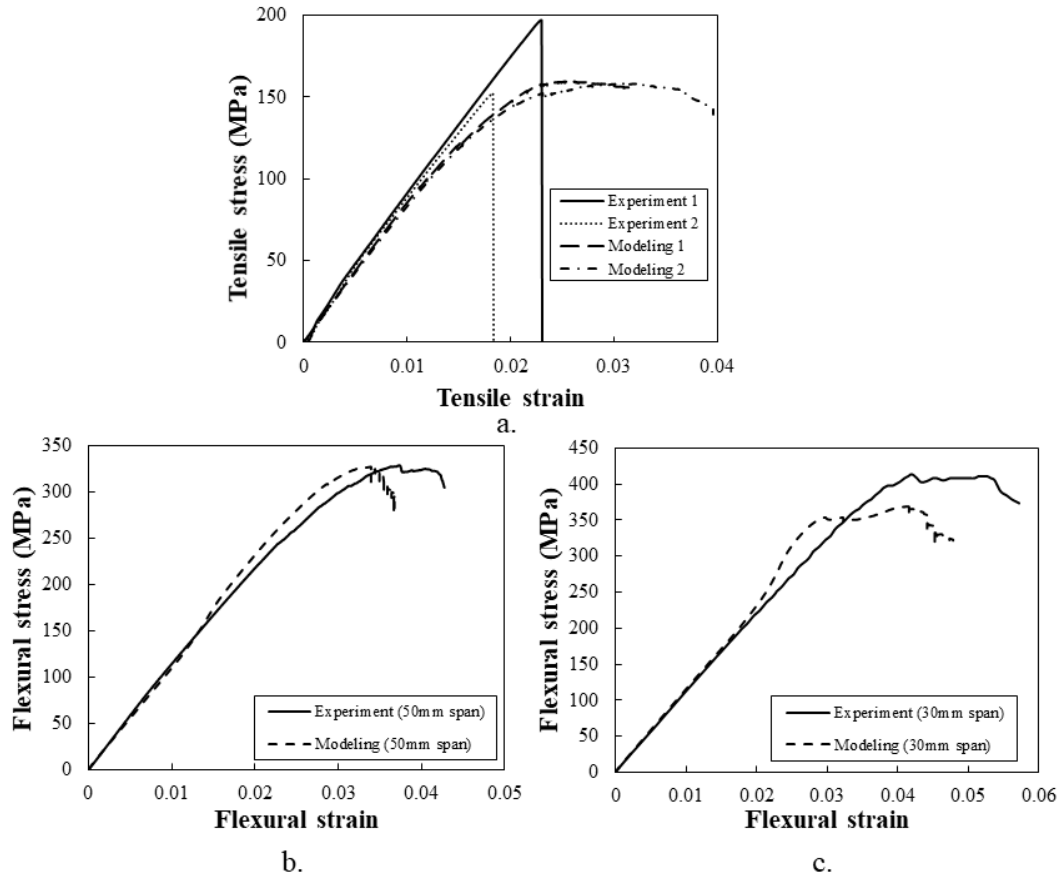 200
150
100
50
0
Tensile stress (MPa)
Experiment 1
Experiment 2
Modeling 1
Modeling 2
0 0.01 0.02 0.03 0.04
Tensile strain
a.
350
300
250
200
150
100
50
0
Flexural stress (MPa)
Experiment (50mm span)
Modeling (50mm span)
0 0.01 0.02 0.03 0.04 0.05
Flexural strain
b.
450
400
350
300
250
200
150
100
50
0
Flexural stress (MPa)
Experiment (30mm span)
Modeling (30mm span)
0 0.01 0.02 0.03 0.04 0.05 0.06
Flexural strain
c.